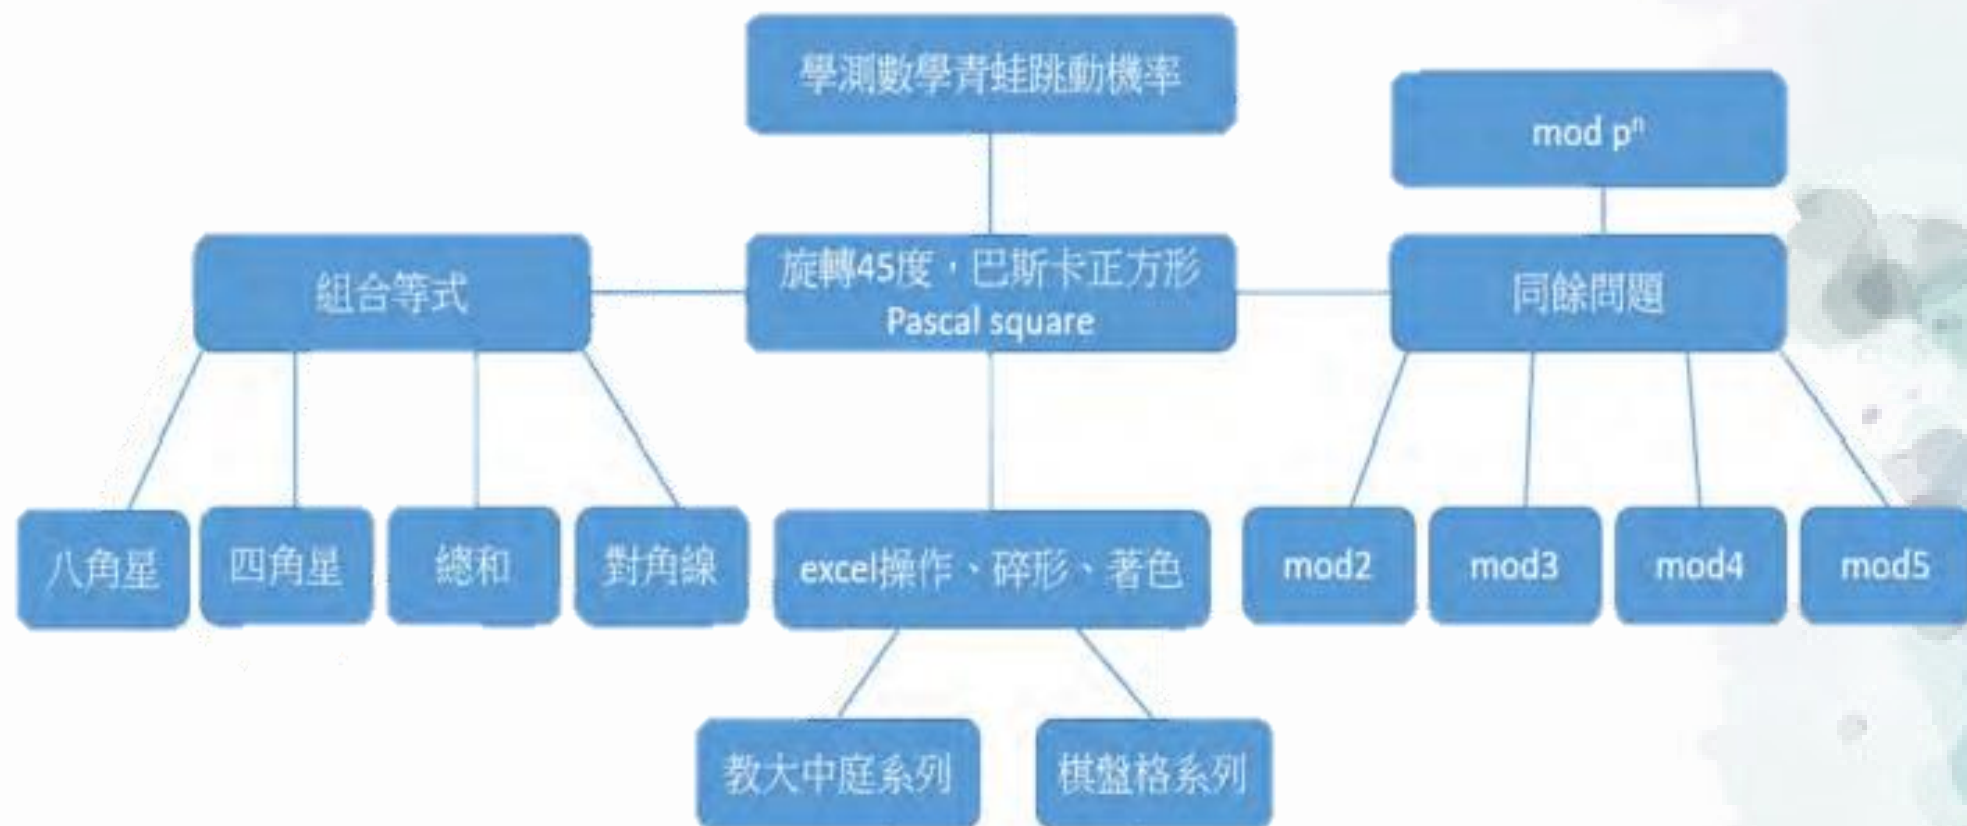 學測數學青蛙跳動機率
mod pⁿ
組合等式
旋轉45度，巴斯卡正方形
Pascal square
同餘問題
八角星
四角星
總和
對角線
excel操作、碎形、著色
mod2
mod3
mod4
mod5
教大中庭系列
棋盤格系列